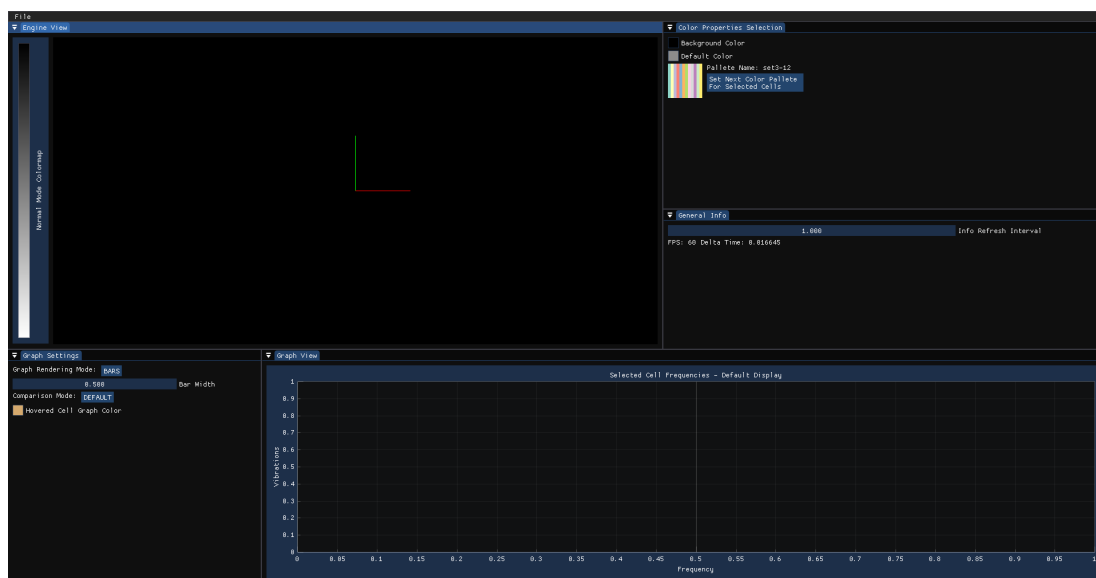 File
Engine View
Normal Mode Colormap
Color Properties Selection
Background Color
Default Color
Pallete Name: set3-12
Set Next Color Pallete
For Selected Cells
General Info
1.000 Info Refresh Interval
FPS: 60 Delta Time: 0.016645
Graph Settings
Graph Rendering Mode: BARS
0.500 Bar Width
Comparison Mode: DEFAULT
Hovered Cell Graph Color
Graph View
Selected Cell Frequencies - Default Display
Vibrations
1
0.9
0.8
0.7
0.6
0.5
0.4
0.3
0.2
0.1
0
0 0.05 0.1 0.15 0.2 0.25 0.3 0.35 0.4 0.45 0.5 0.55 0.6 0.65 0.7 0.75 0.8 0.85 0.9 0.95 1
Frequency